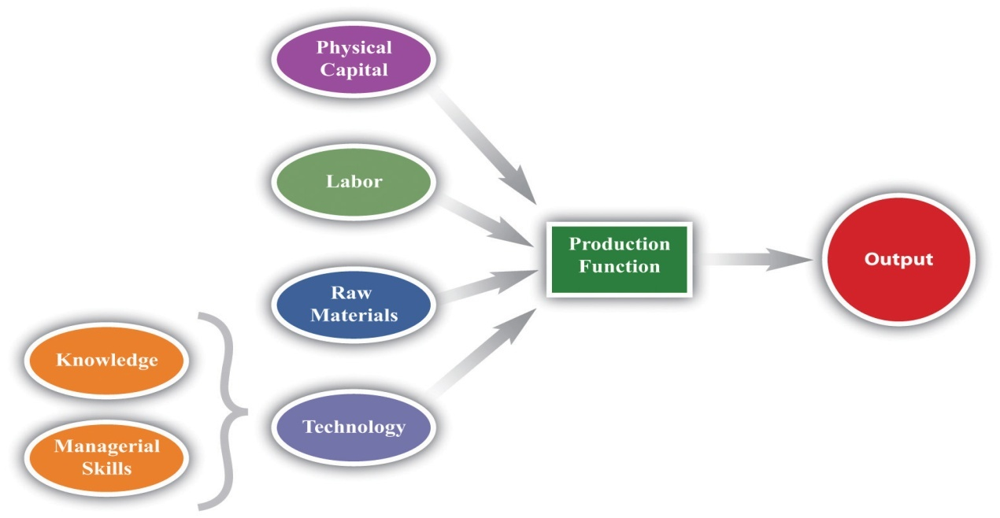 Physical
Capital
Labor
Raw
Materials
Knowledge
Managerial
Skills
Technology
Production
Function
Output